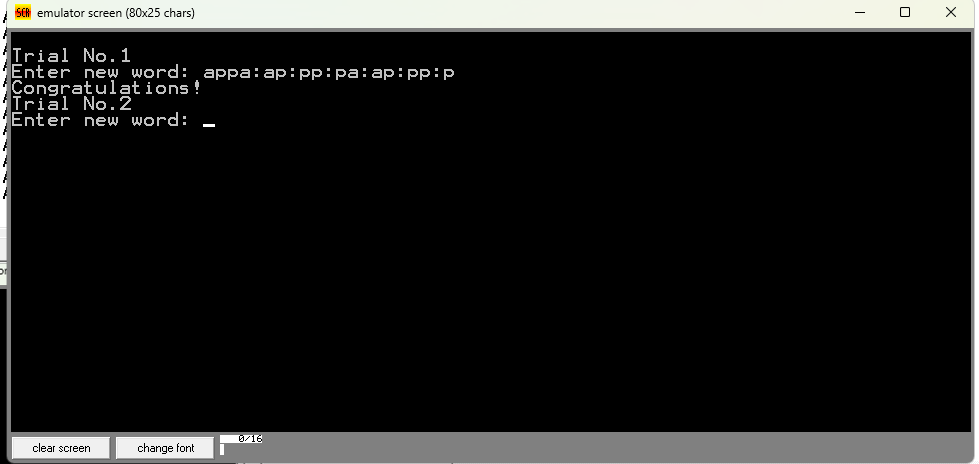 SCR emulator screen (80x25 chars)
Trial No.1
Enter new word: appa:ap:pp:pa:ap:pp:p
Congratulations!
Trial No.2
Enter new word: _
clear screen change font 0/16